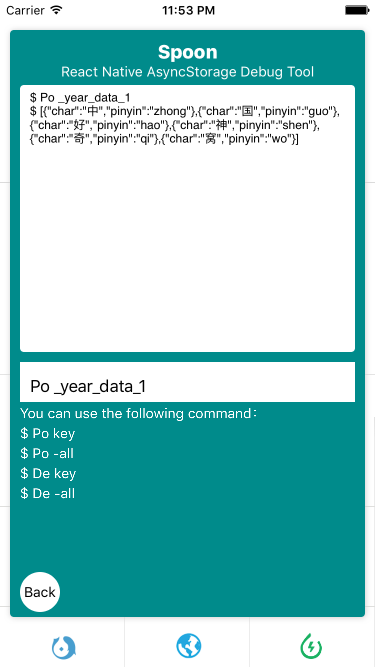 Carrier 11:53 PM
Spoon
React Native AsyncStorage Debug Tool
$ Po _year_data_1
$ [{"char":"中","pinyin":"zhong"},{"char":"国","pinyin":"guo"},
{"char":"好","pinyin":"hao"},{"char":"神","pinyin":"shen"},
{"char":"奇","pinyin":"qi"},{"char":"窝","pinyin":"wo"}]
Po _year_data_1
You can use the following command：
$ Po key
$ Po -all
$ De key
$ De -all
Back